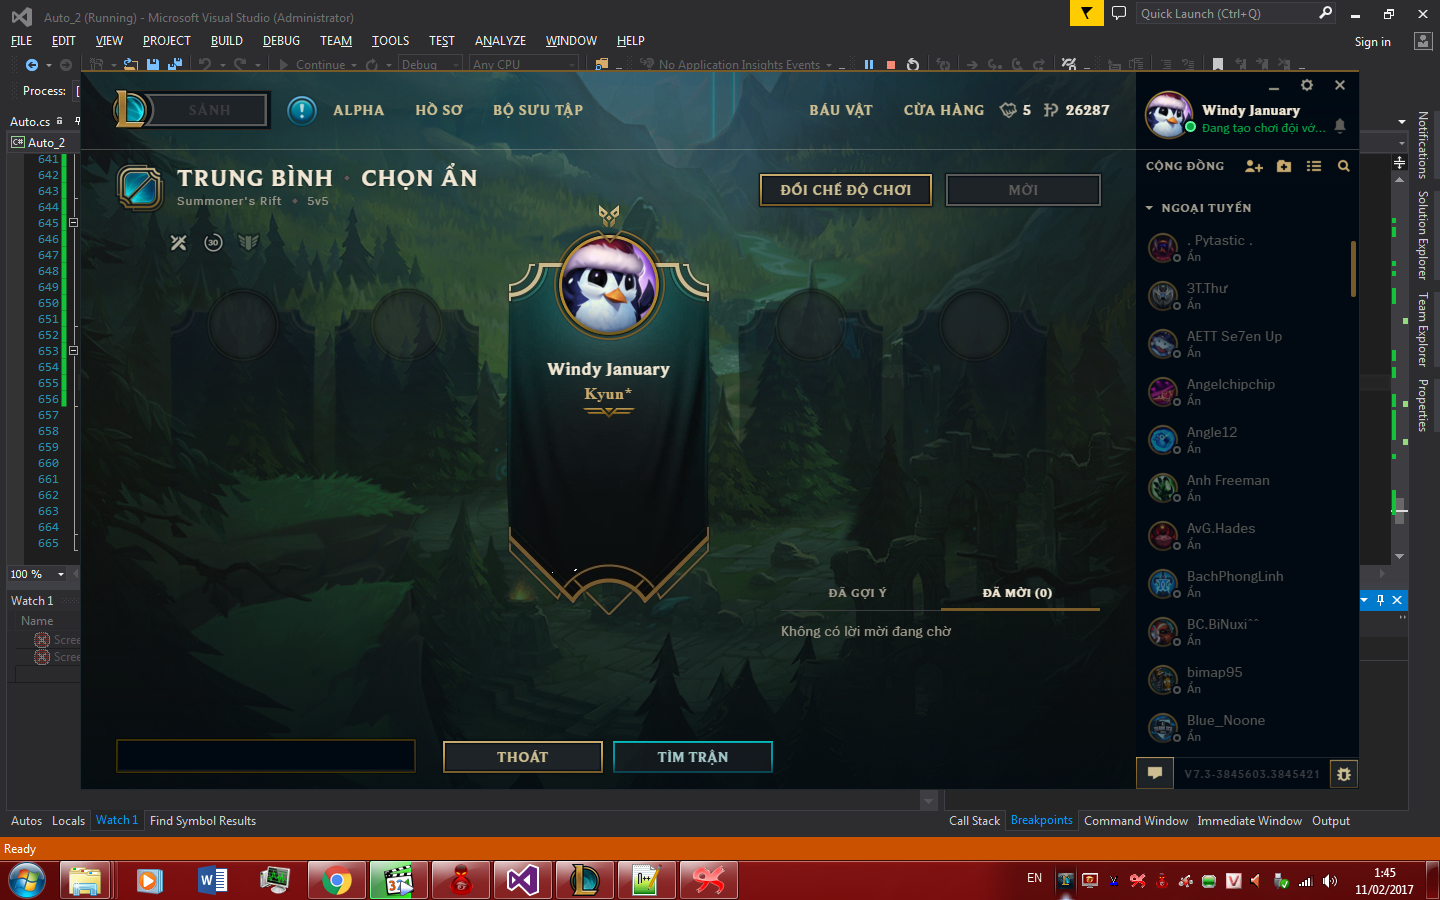 Auto_2 (Running) - Microsoft Visual Studio (Administrator)
Quick Launch (Ctrl+Q)
FILE EDIT VIEW PROJECT BUILD DEBUG TEAM TOOLS TEST ANALYZE WINDOW HELP
Sign in
Continue
Debug
Any CPU
No Application Insights Events
Process:
Auto.cs
C# Auto_2
641
642
643
644
645
646
647
648
649
650
651
652
653
654
655
656
657
658
659
660
661
662
663
664
665
100 %
Watch 1
Name
Scree
Scree
SẢNH
ALPHA
HỒ SƠ
BỘ SƯU TẬP
BÁU VẬT
CỬA HÀNG
5
26287
TRUNG BÌNH • CHỌN ẨN
Summoner's Rift • 5v5
30
ĐỔI CHẾ ĐỘ CHƠI
MỜI
Windy January
Kyun*
ĐÃ GỢI Ý
ĐÃ MỜI (0)
Không có lời mời đang chờ
THOÁT
TÌM TRẬN
Windy January
Đang tạo chơi đội vớ...
CỘNG ĐỒNG
NGOẠI TUYẾN
. Pytastic .
Ẩn
3T.Thư
Ẩn
AETT Se7en Up
Ẩn
Angelchipchip
Ẩn
Angle12
Ẩn
Anh Freeman
Ẩn
AvG.Hades
Ẩn
BachPhongLinh
Ẩn
BC.BiNuxiˆˆ
Ẩn
bimap95
Ẩn
Blue_Noone
Ẩn
V7.3-3845603.3845421
Notifications
Solution Explorer
Team Explorer
Properties
Autos Locals Watch 1 Find Symbol Results
Call Stack Breakpoints Command Window Immediate Window Output
Ready
EN
1:45
11/02/2017